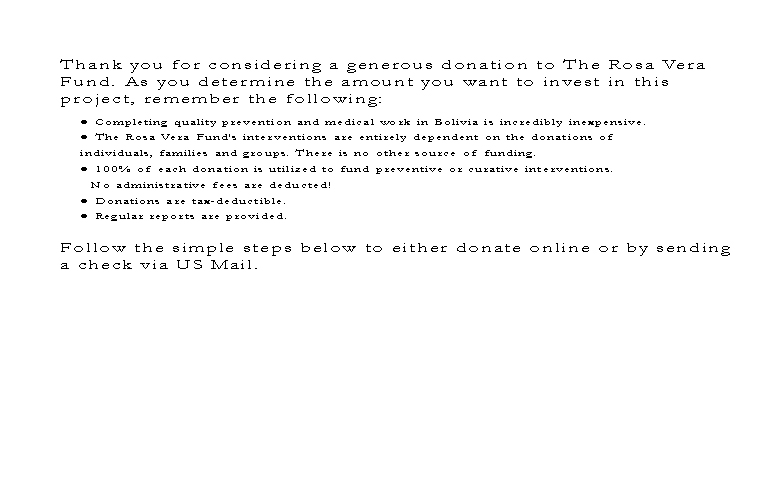 Thank you for considering a generous donation to The Rosa Vera
Fund. As you determine the amount you want to invest in this
project, remember the following:
● Completing quality prevention and medical work in Bolivia is incredibly inexpensive.
● The Rosa Vera Fund's interventions are entirely dependent on the donations of
individuals, families and groups. There is no other source of funding.
● 100% of each donation is utilized to fund preventive or curative interventions.
No administrative fees are deducted!
● Donations are tax-deductible.
● Regular reports are provided.
Follow the simple steps below to either donate online or by sending
a check via US Mail.